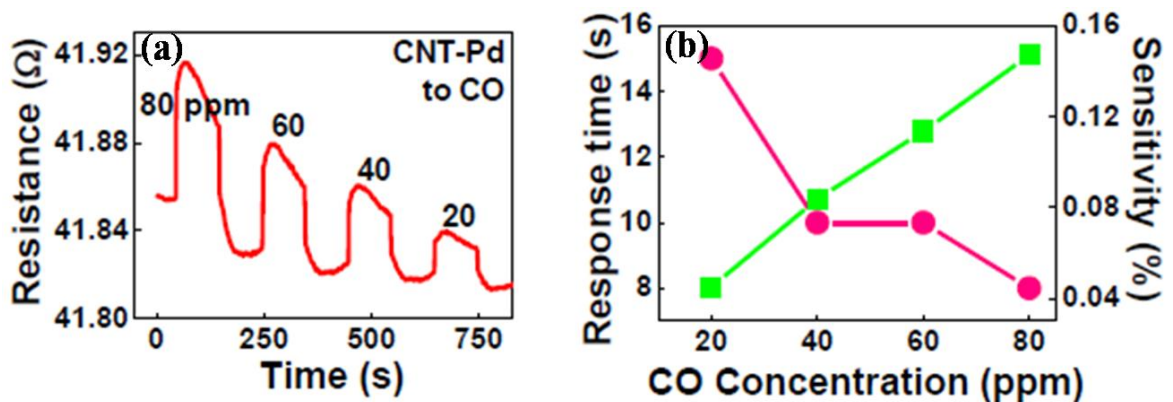 (a)
CNT-Pd
to CO
80 ppm
60
40
20
41.92
41.88
41.84
41.80
Resistance (Ω)
0 250 500 750
Time (s)
(b)
16
14
12
10
8
Response time (s)
0.16
0.12
0.08
0.04
Sensitivity (%)
20 40 60 80
CO Concentration (ppm)